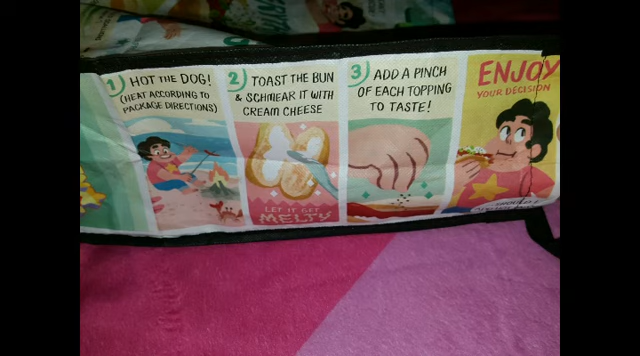 1) HOT THE DOG!
(HEAT ACCORDING TO
PACKAGE DIRECTIONS)
2) TOAST THE BUN
& SCHMEAR IT WITH
CREAM CHEESE
LET IT GET
MELTY
3) ADD A PINCH
OF EACH TOPPING
TO TASTE!
ENJOY
YOUR DECISION